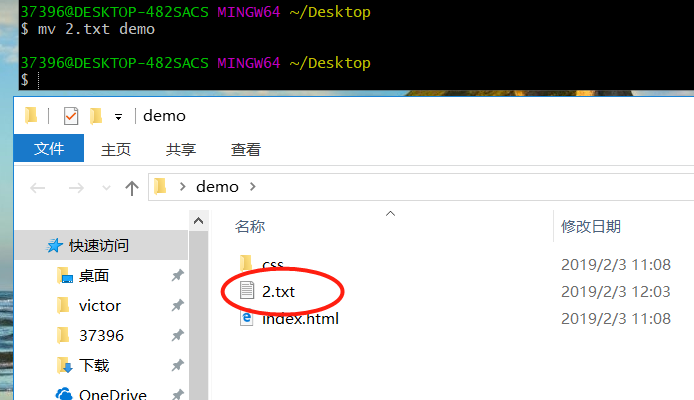 37396@DESKTOP-482SACS MINGW64 ~/Desktop
$ mv 2.txt demo
37396@DESKTOP-482SACS MINGW64 ~/Desktop
$
demo
文件 主页 共享 查看
demo
名称 修改日期
快速访问
css 2019/2/3 11:08
桌面
2.txt 2019/2/3 12:03
victor
index.html 2019/2/3 11:08
37396
下载
OneDrive